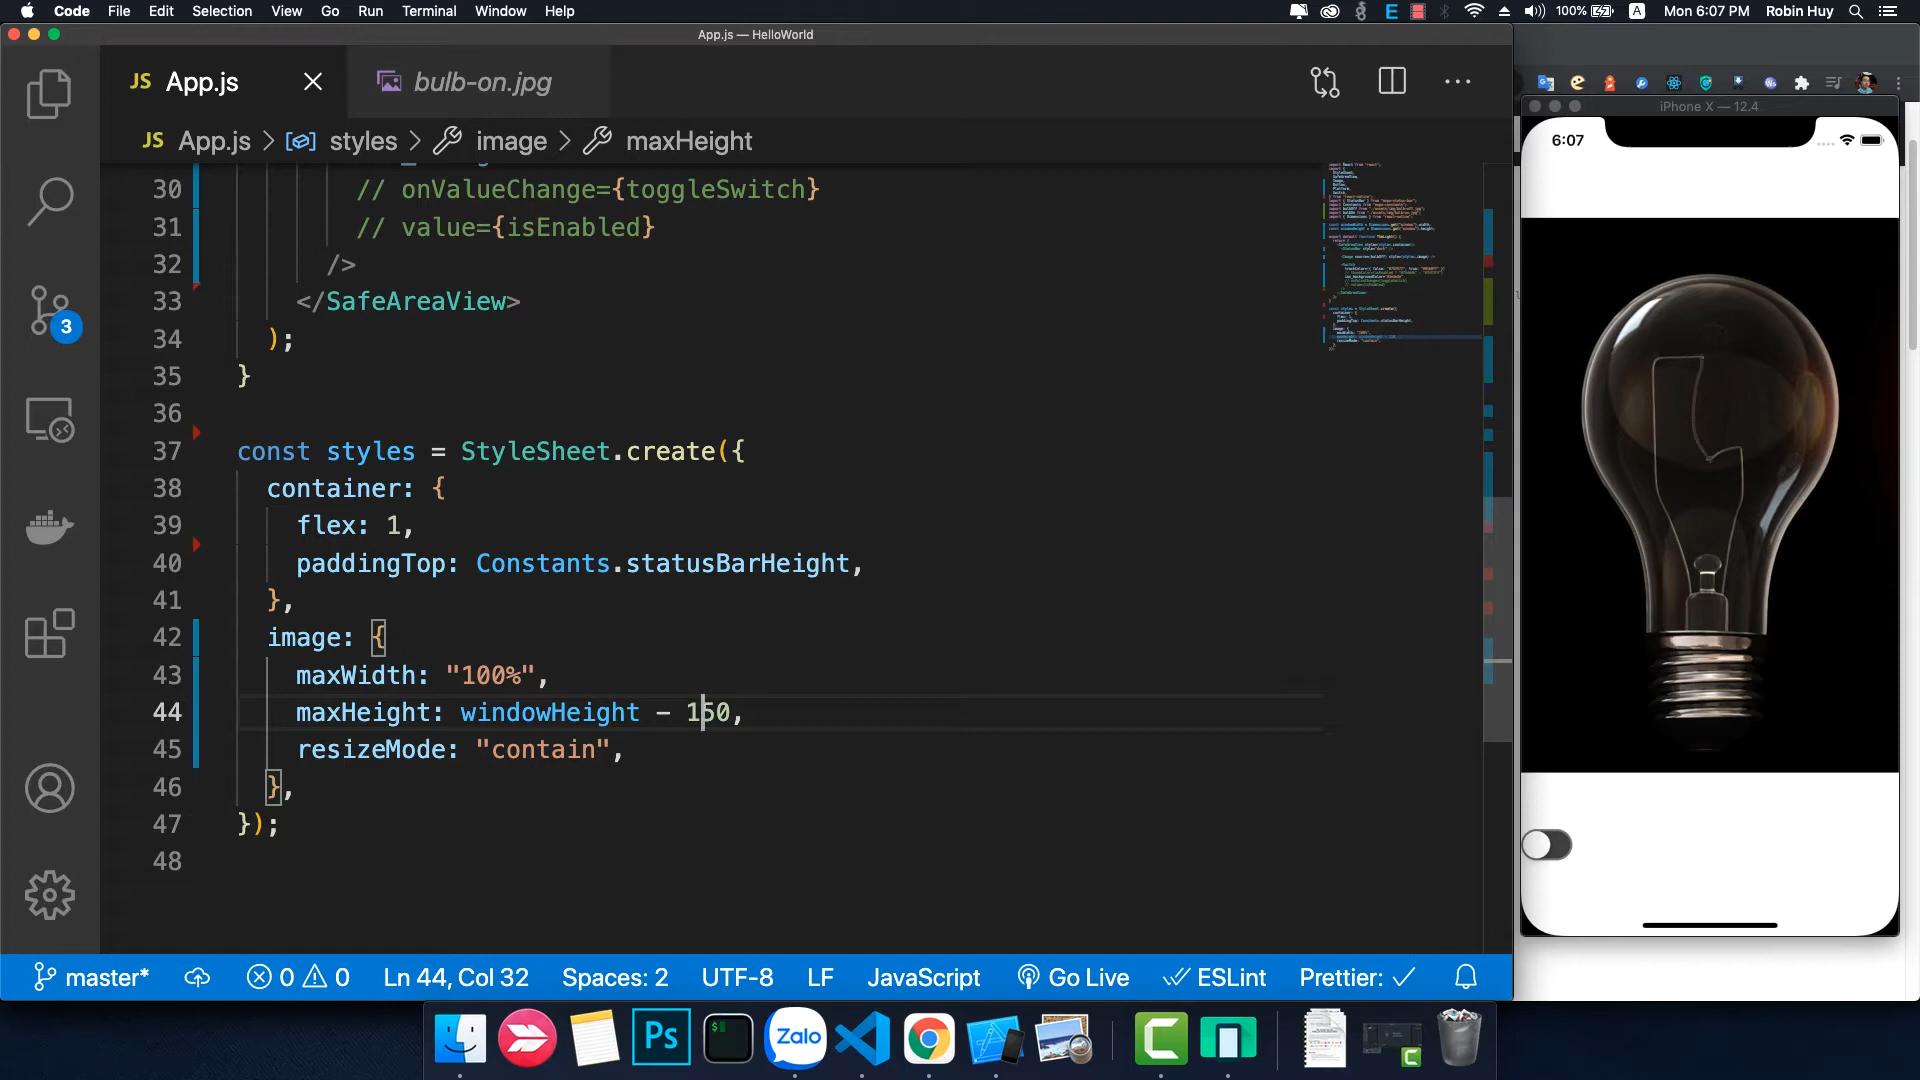 Code File Edit Selection View Go Run Terminal Window Help
100% A Mon 6:07 PM Robin Huy
App.js — HelloWorld
JS App.js
bulb-on.jpg
JS App.js > styles > image > maxHeight
30 // onValueChange={toggleSwitch}
31 // value={isEnabled}
32 />
33 </SafeAreaView>
34 );
35 }
36
37 const styles = StyleSheet.create({
38 container: {
39 flex: 1,
40 paddingTop: Constants.statusBarHeight,
41 },
42 image: {
43 maxWidth: "100%",
44 maxHeight: windowHeight - 150,
45 resizeMode: "contain",
46 },
47 });
48
3
iPhone X — 12.4
6:07
master* 0 0 Ln 44, Col 32 Spaces: 2 UTF-8 LF JavaScript Go Live ESLint Prettier: ✓
Ps
$
Zalo
C
C